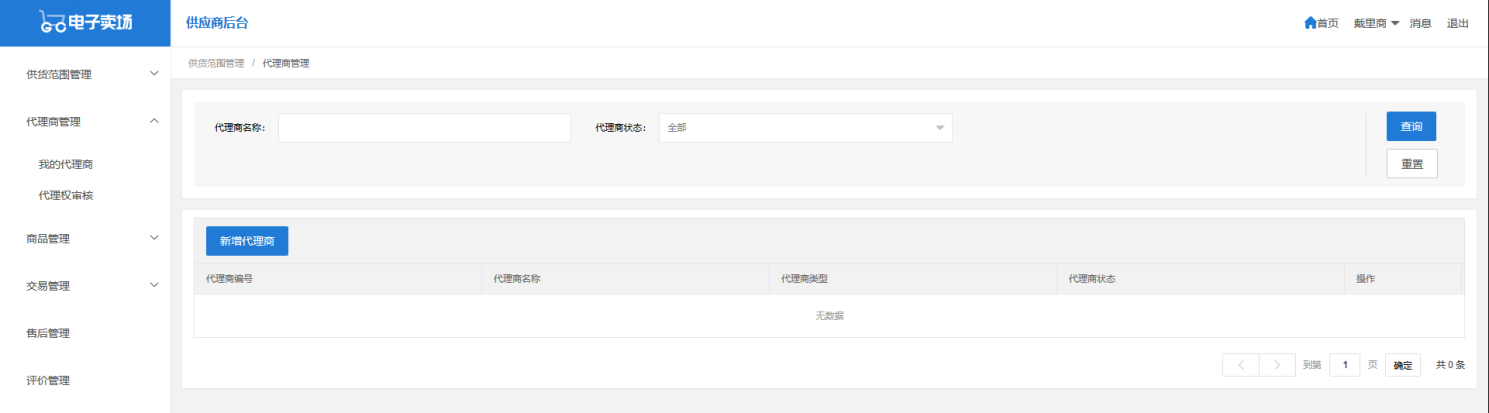 GC电子卖场
供应商后台
首页 戴里商 消息 退出
供货范围管理
代理商管理
我的代理商
代理权审核
商品管理
交易管理
售后管理
评价管理
供货范围管理 / 代理商管理
代理商名称: 代理商状态: 全部 查询
重置
新增代理商
代理商编号 代理商名称 代理商类型 代理商状态 操作
无数据
< > 到第 1 页 确定 共 0 条